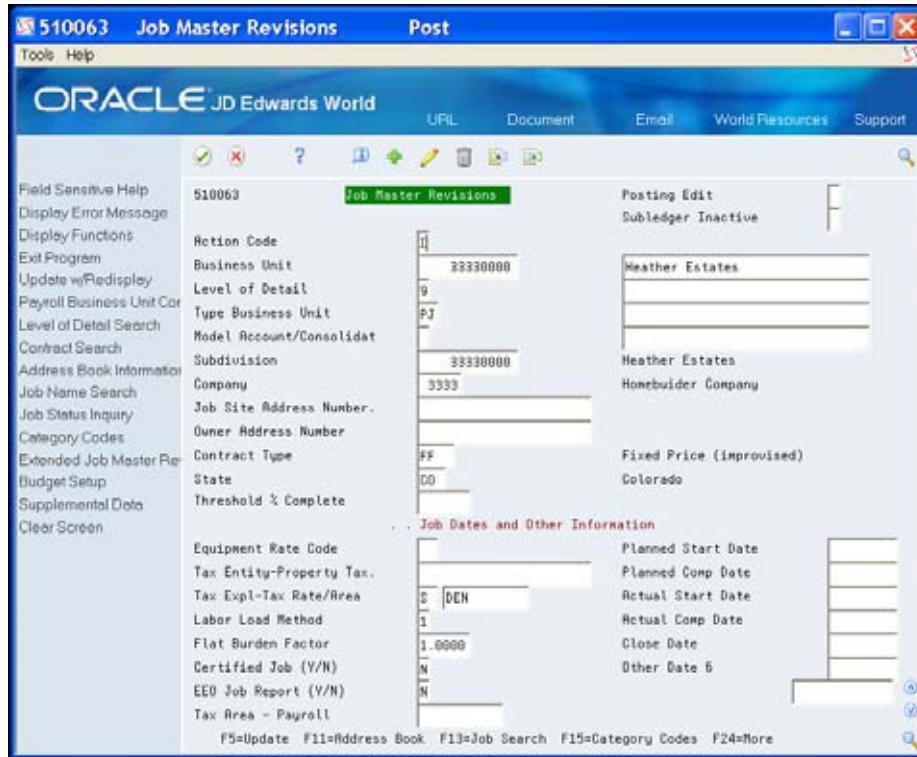 510063 Job Master Revisions Post
Tools Help
ORACLE JD Edwards World
URL Document Email World Resources Support
Field Sensitive Help
Display Error Message
Display Functions
Exit Program
Update w/Redisplay
Payroll Business Unit Cor
Level of Detail Search
Contract Search
Address Book Information
Job Name Search
Job Status Inquiry
Category Codes
Extended Job Master Re
Budget Setup
Supplemental Data
Clear Screen
510063 Job Master Revisions Posting Edit
Subledger Inactive
Action Code I
Business Unit 33330000 Heather Estates
Level of Detail 9
Type Business Unit PJ
Model Account/Consolidat
Subdivision 33330000 Heather Estates
Company 3333 Homebuider Company
Job Site Address Number.
Owner Address Number
Contract Type FF Fixed Price (improvised)
State CO Colorado
Threshold % Complete
. . Job Dates and Other Information
Equipment Rate Code Planned Start Date
Tax Entity-Property Tax. Planned Comp Date
Tax Expl-Tax Rate/Area S DEN Actual Start Date
Labor Load Method 1 Actual Comp Date
Flat Burden Factor 1.0000 Close Date
Certified Job (Y/N) N Other Date 6
EEO Job Report (Y/N) N
Tax Area - Payroll
F5=Update F11=Address Book F13=Job Search F15=Category Codes F24=More